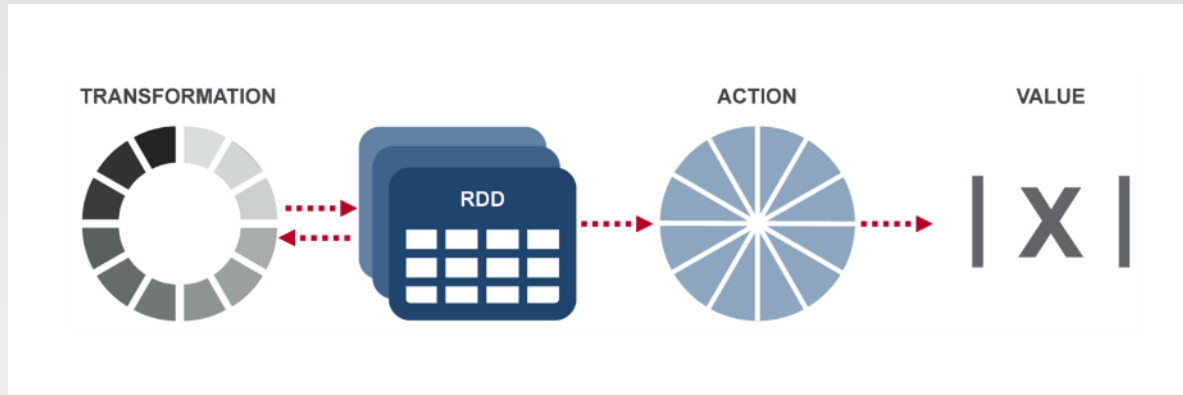 TRANSFORMATION
ACTION
VALUE
RDD
| X |